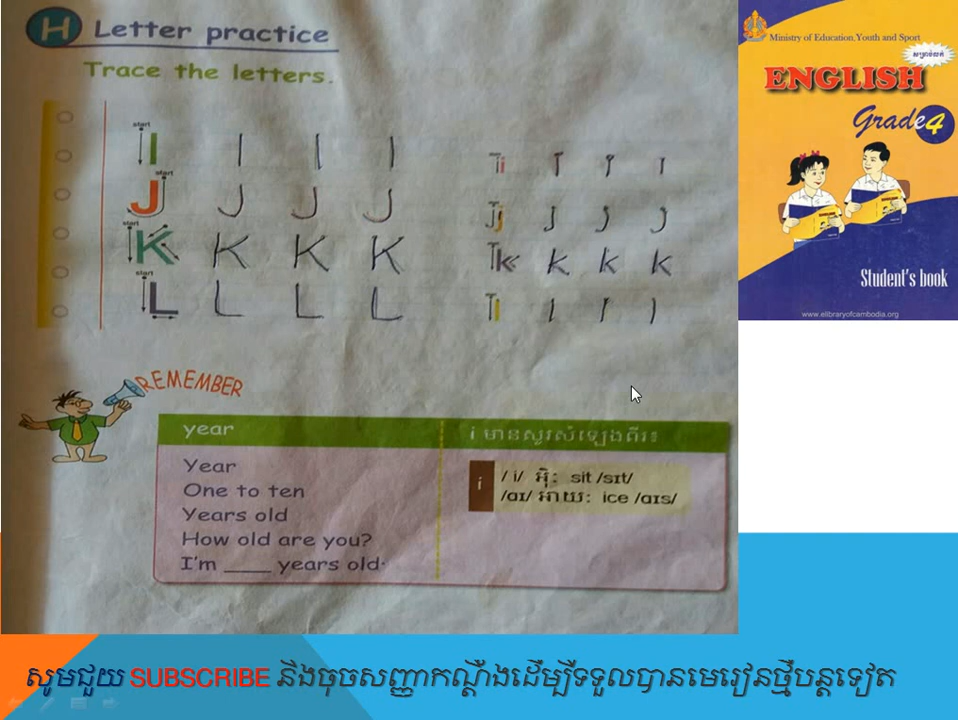 H Letter practice
Trace the letters.
start
I I I I
start
J J J J
start
K K K K
start
L L L L
i
j j j j
k k k k
l
REMEMBER
year
Year
One to ten
Years old
How old are you?
I'm ____ years old.
i មានសូរសំឡេងពីរ៖
i
/ i/ អ៊ិ: sit /sɪt/
/aɪ/ អាយ: ice /aɪs/
Ministry of Education, Youth and Sport
ENGLISH
Grade 4
Student's book
www.elibraryofcambodia.org
សូមជួយ SUBSCRIBE និងចុចសញ្ញាកណ្ដឹងដើម្បីទទួលបានមេរៀនថ្មីបន្តទៀត